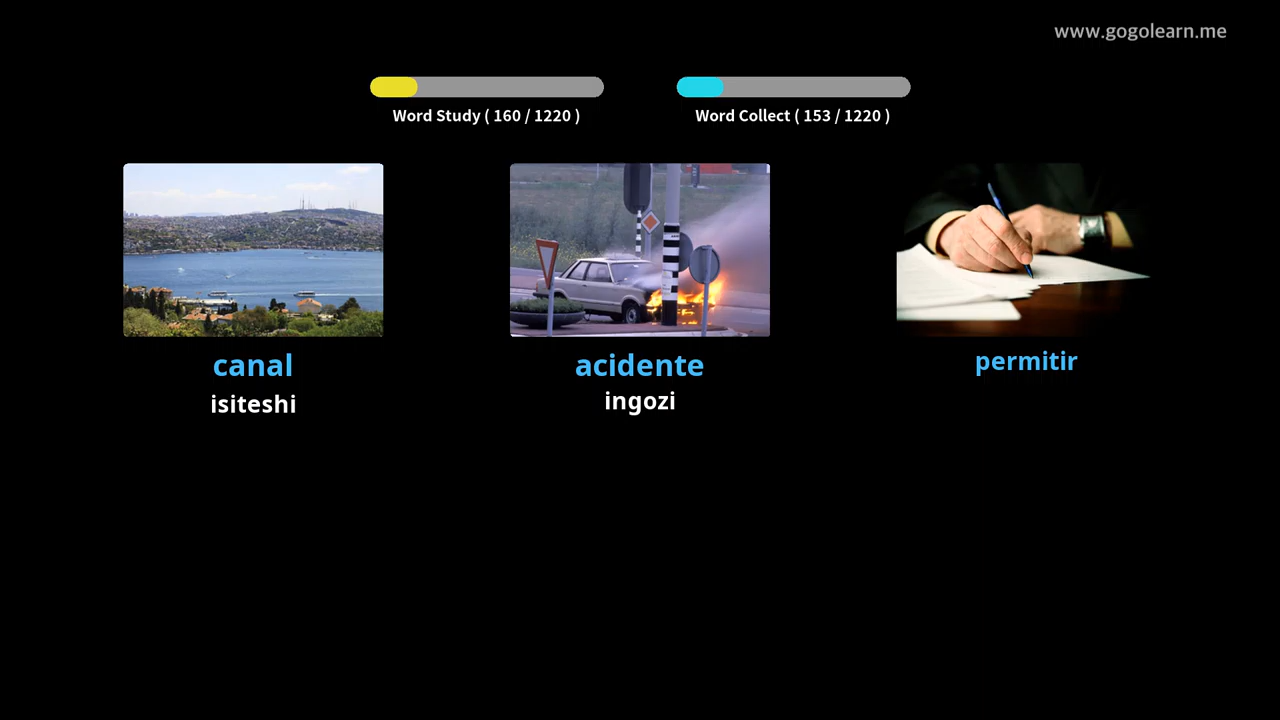 www.gogolearn.me
Word Study ( 160 / 1220 )
Word Collect ( 153 / 1220 )
canal
isiteshi
acidente
ingozi
permitir